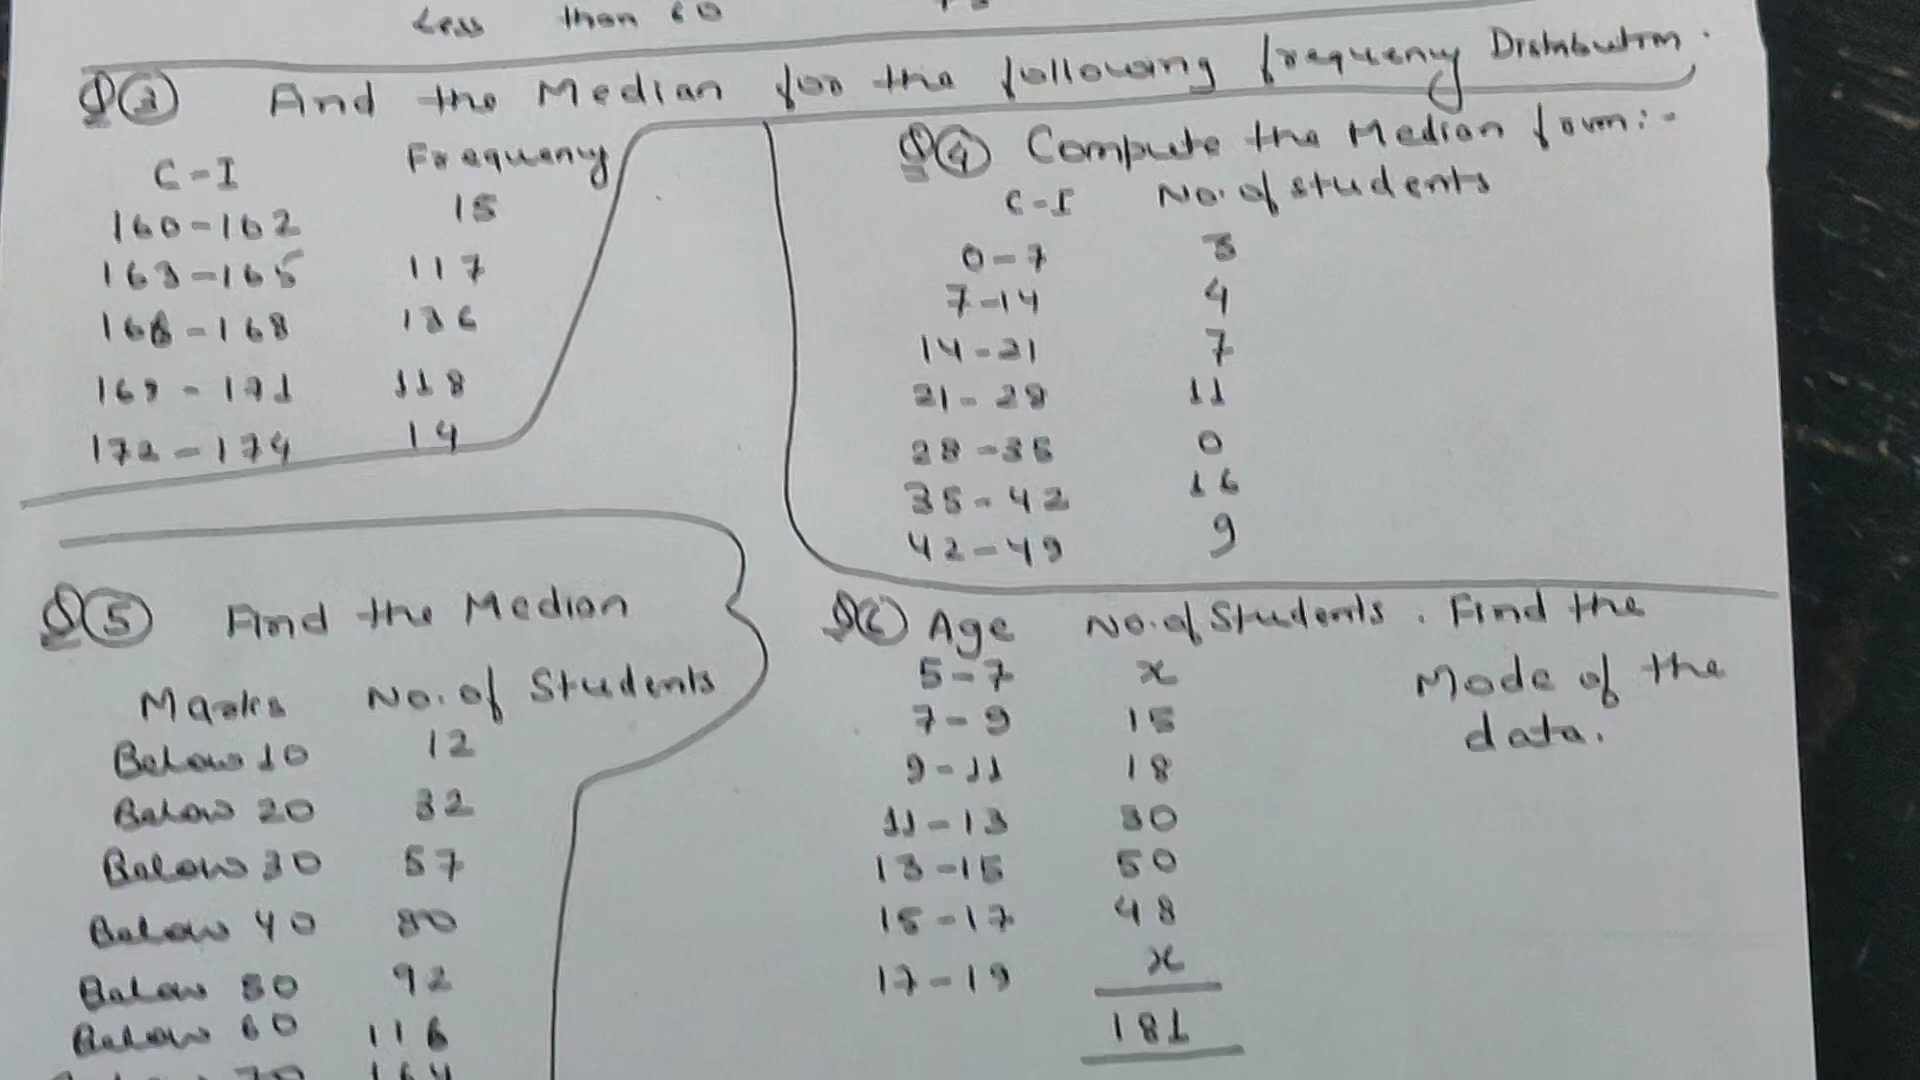 Less than 60
Q③ Find the Median for the following frequency Distribution.
C-I Frequency
160-162 15
163-165 117
166-168 136
169-171 118
172-174 14
Q④ Compute the Median from:-
C-I No. of students
0-7 3
7-14 4
14-21 7
21-28 11
28-35 0
35-42 16
42-49 9
Q⑤ Find the Median
Marks No. of Students
Below 10 12
Below 20 32
Below 30 57
Below 40 80
Below 50 92
Below 60 116
Below 70 164
Q⑥ Age No. of Students. Find the
5-7 x Mode of the
7-9 15 data.
9-11 18
11-13 30
13-15 50
15-17 48
17-19 x
181